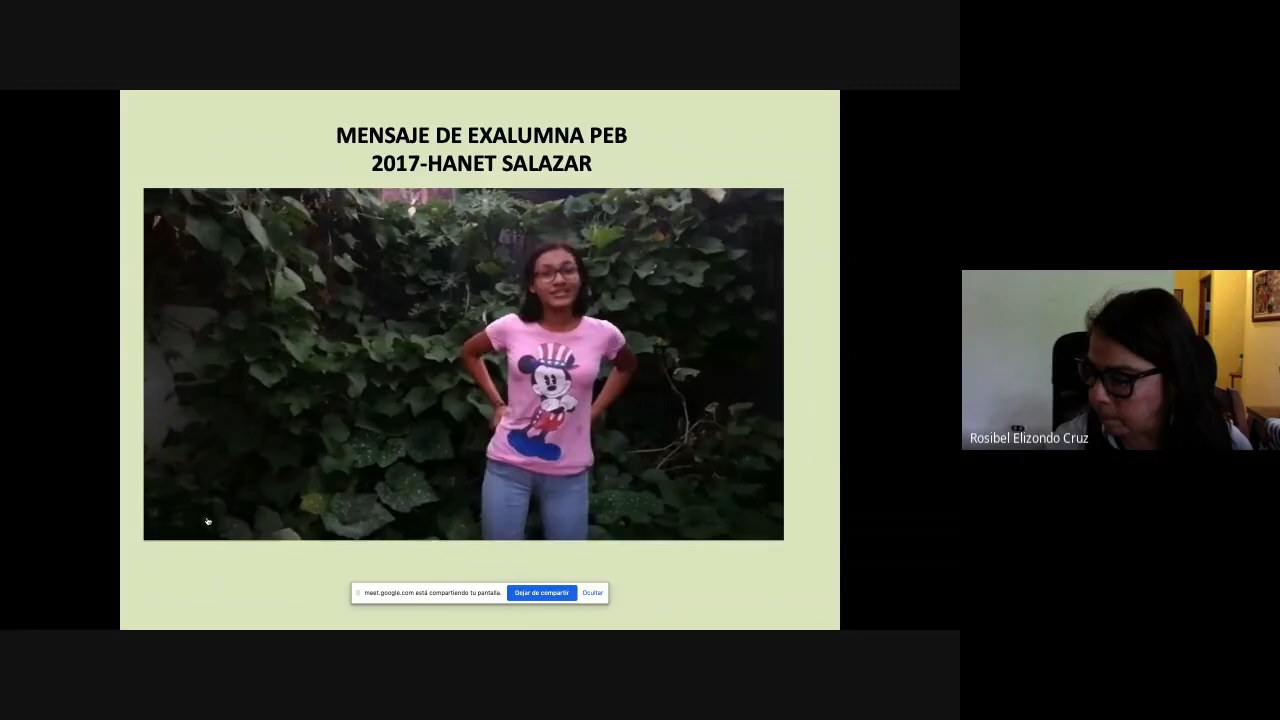 MENSAJE DE EXALUMNA PEB
2017-HANET SALAZAR
meet.google.com está compartiendo tu pantalla.
Dejar de compartir
Ocultar
Rosibel Elizondo Cruz